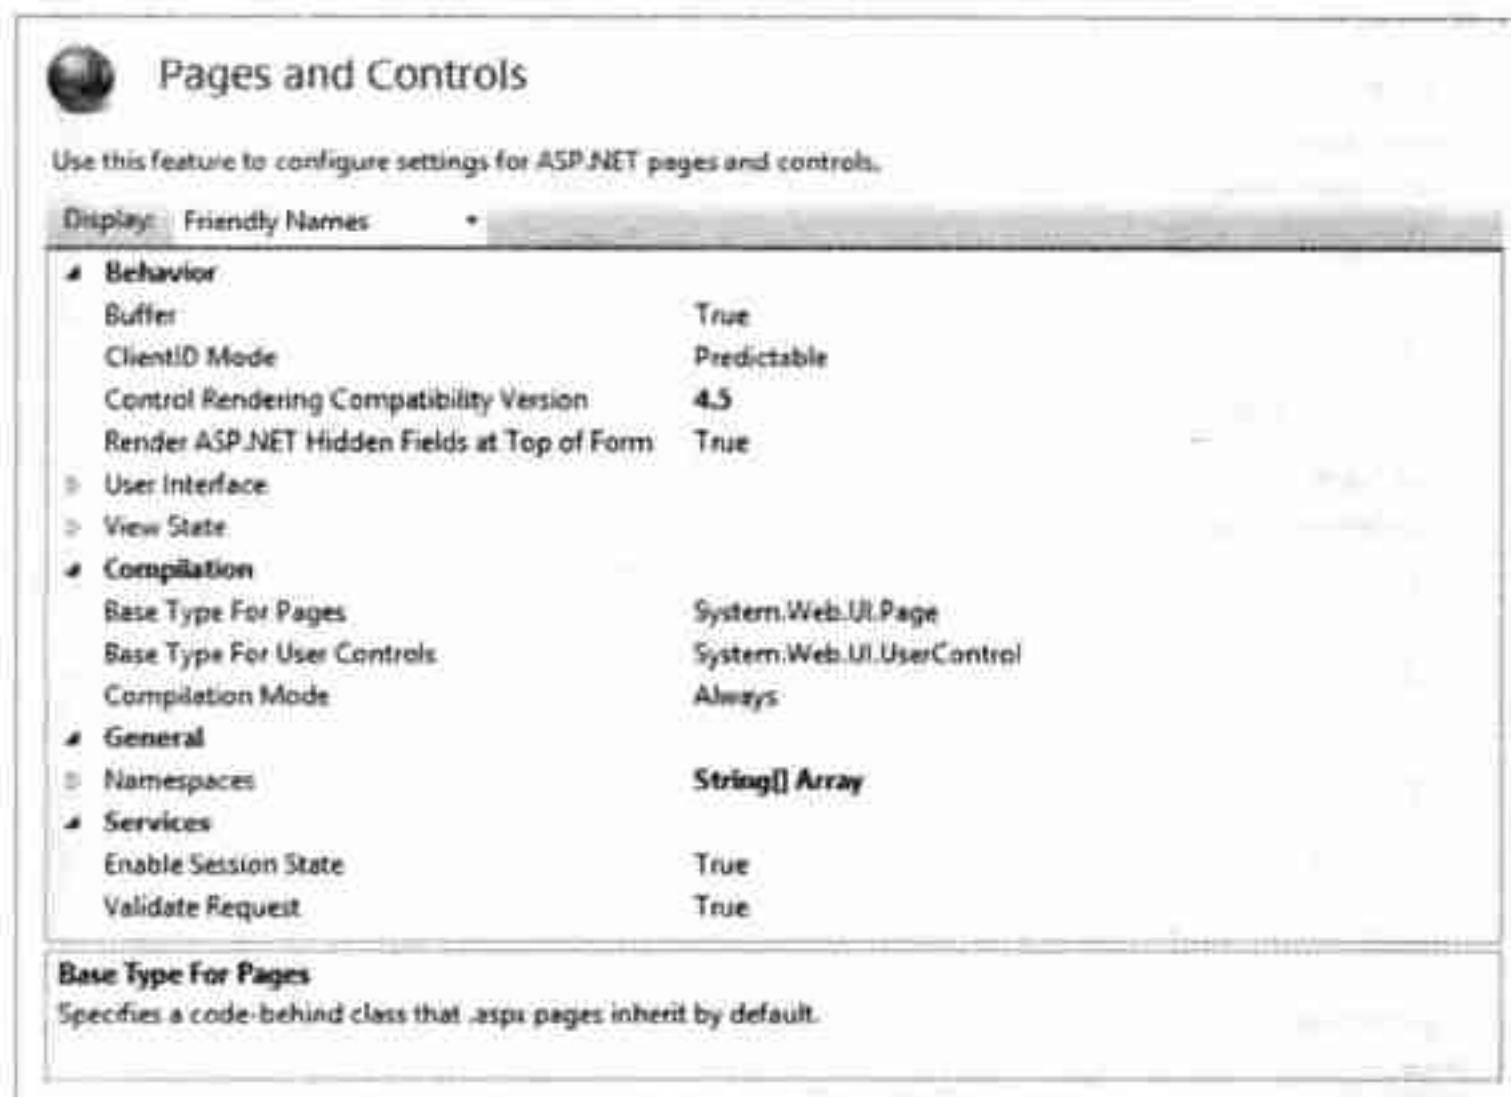 Pages and Controls
Use this feature to configure settings for ASP.NET pages and controls.
Display: Friendly Names
Behavior
Buffer True
ClientID Mode Predictable
Control Rendering Compatibility Version 4.5
Render ASP.NET Hidden Fields at Top of Form True
User Interface
View State
Compilation
Base Type For Pages System.Web.UI.Page
Base Type For User Controls System.Web.UI.UserControl
Compilation Mode Always
General
Namespaces String[] Array
Services
Enable Session State True
Validate Request True
Base Type For Pages
Specifies a code-behind class that .aspx pages inherit by default.